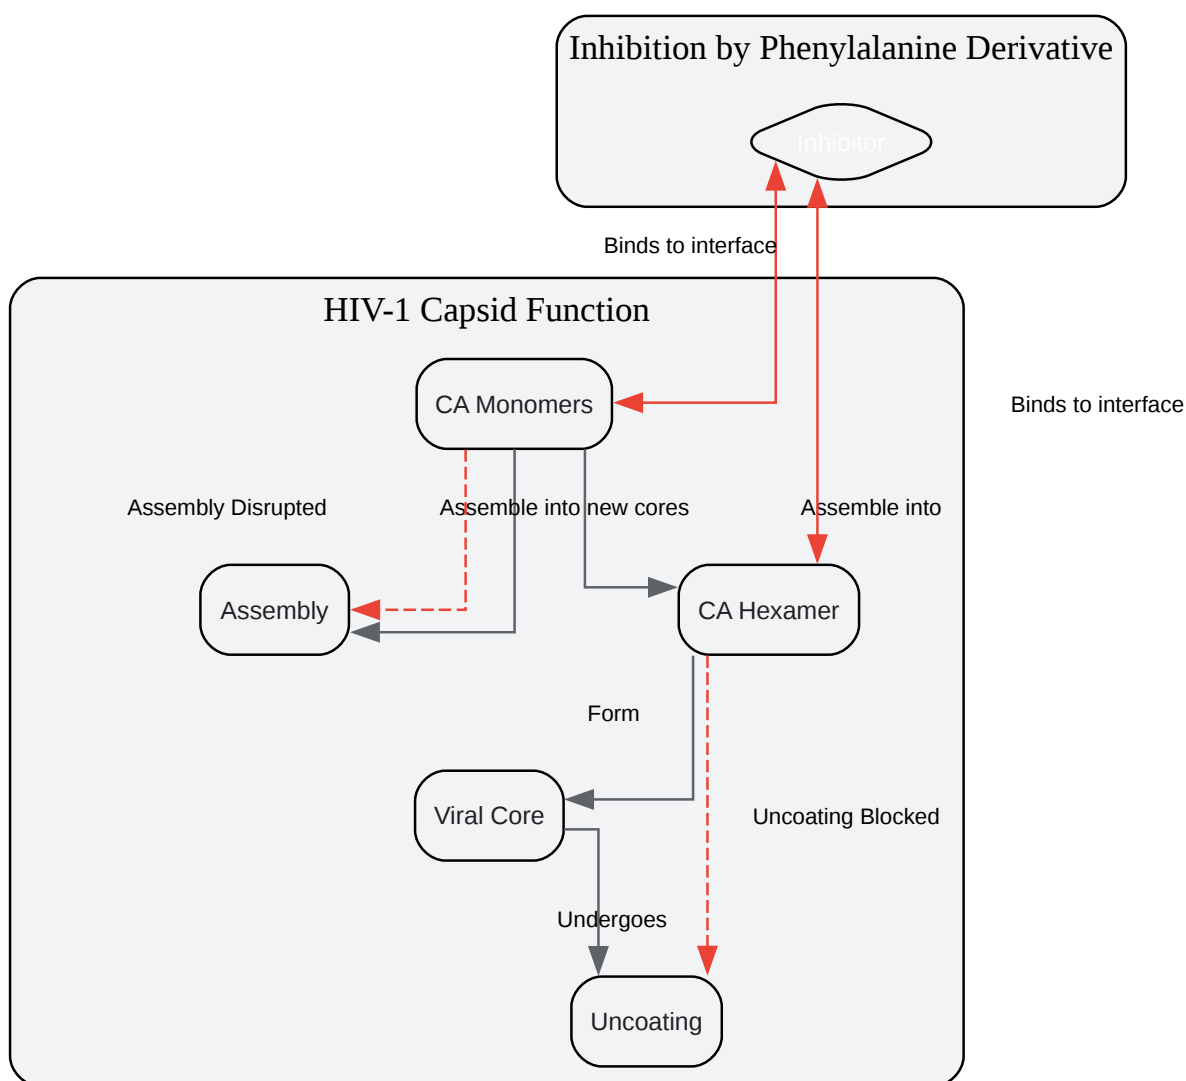 Inhibition by Phenylalanine Derivative
Inhibitor
Binds to interface
HIV-1 Capsid Function
CA Monomers
Binds to interface
Assembly Disrupted
Assemble into new cores
Assemble into
Assembly
CA Hexamer
Form
Viral Core
Uncoating Blocked
Undergoes
Uncoating